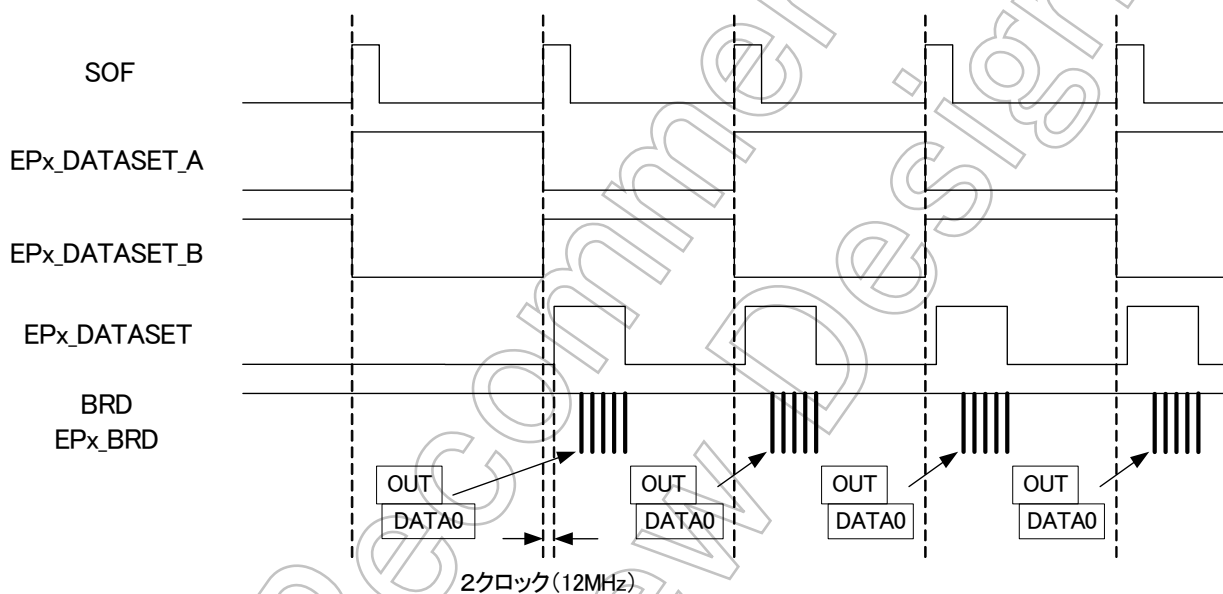 SOF
EPx_DATASET_A
EPx_DATASET_B
EPx_DATASET
BRD
EPx_BRD
OUT
DATA0
OUT
DATA0
OUT
DATA0
OUT
DATA0
2クロック(12MHz)